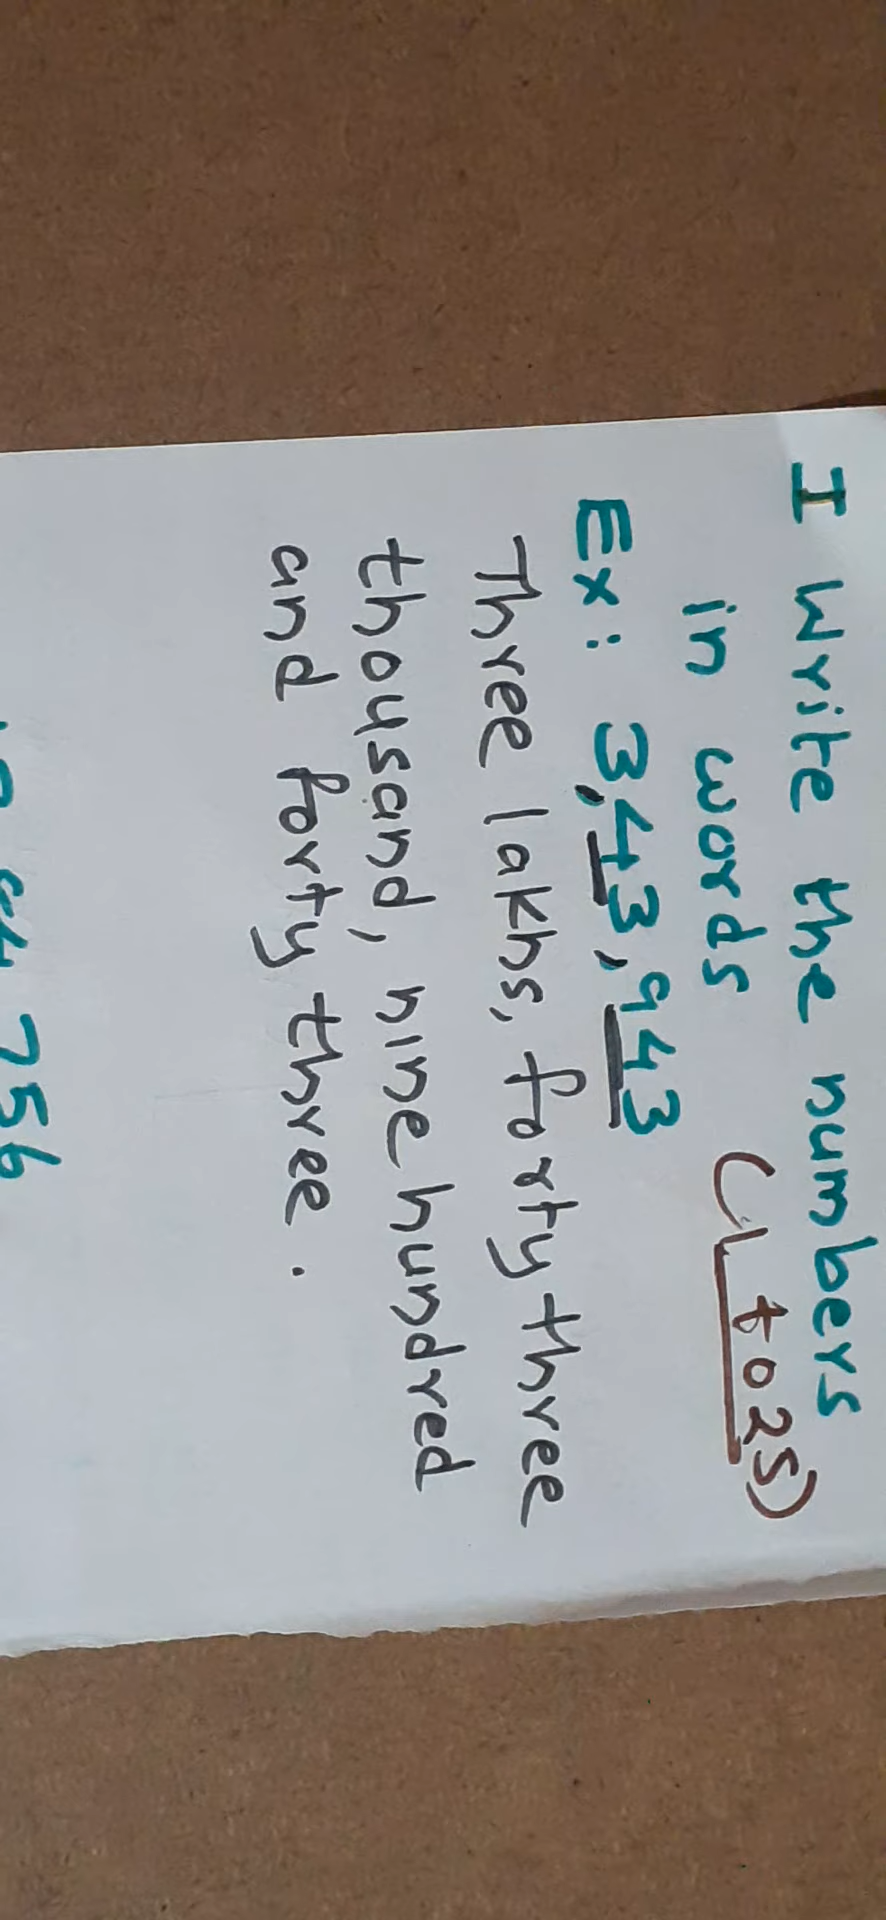 I Write the numbers
in words (1 to 25)
Ex: 3,43,943
Three lakhs, forty three
thousand, nine hundred
and forty three.
756